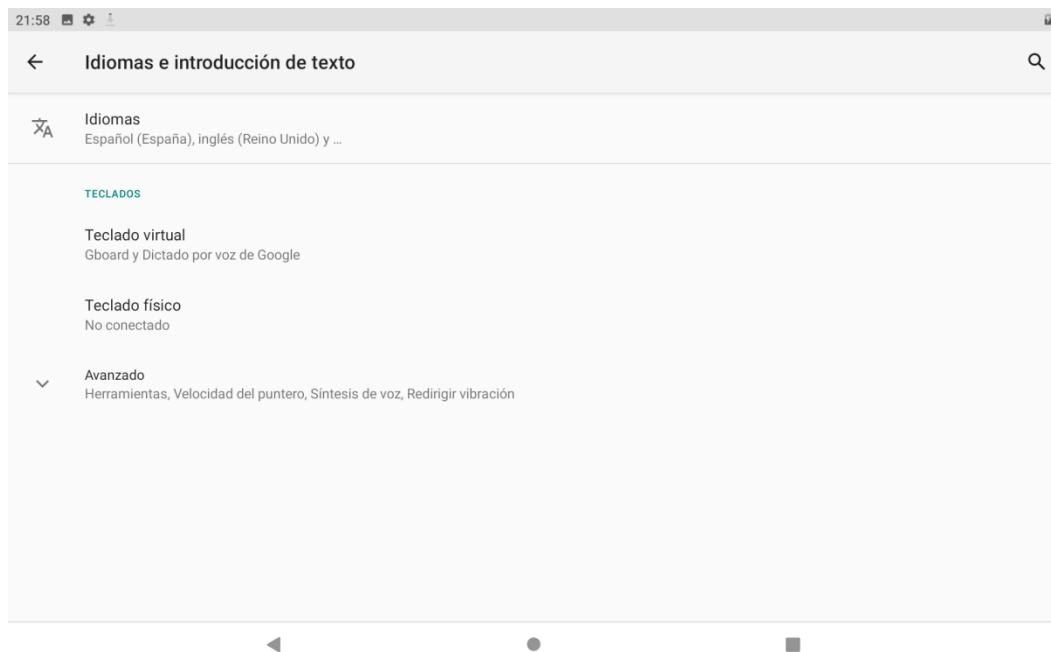 21:58
Idiomas e introducción de texto
Idiomas
Español (España), inglés (Reino Unido) y …
TECLADOS
Teclado virtual
Gboard y Dictado por voz de Google
Teclado físico
No conectado
Avanzado
Herramientas, Velocidad del puntero, Síntesis de voz, Redirigir vibración